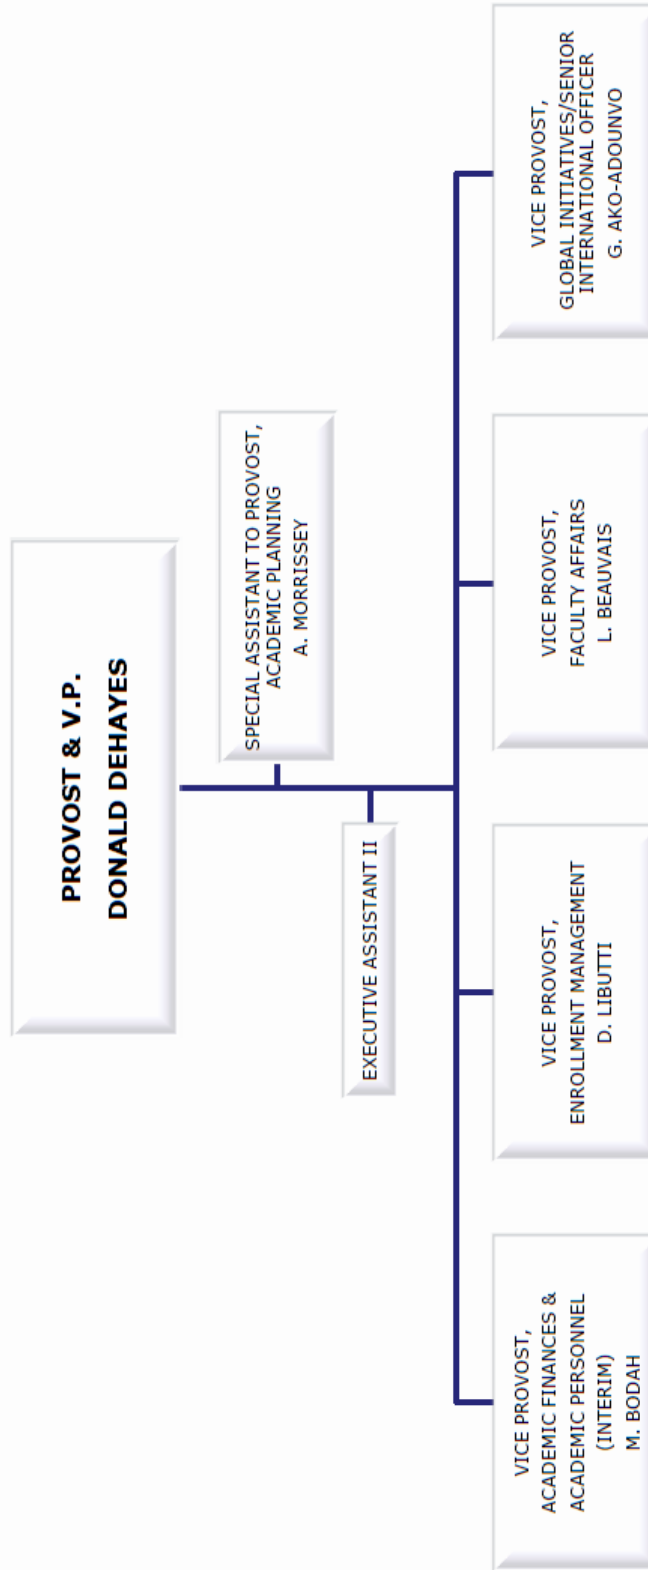 PROVOST & V.P.
DONALD DEHAYES
SPECIAL ASSISTANT TO PROVOST,
ACADEMIC PLANNING
A. MORRISSEY
EXECUTIVE ASSISTANT II
VICE PROVOST,
ACADEMIC FINANCES &
ACADEMIC PERSONNEL
(INTERIM)
M. BODAH
VICE PROVOST,
ENROLLMENT MANAGEMENT
D. LIBUTTI
VICE PROVOST,
FACULTY AFFAIRS
L. BEAUVAIS
VICE PROVOST,
GLOBAL INITIATIVES/SENIOR
INTERNATIONAL OFFICER
G. AKO-ADOUNVO